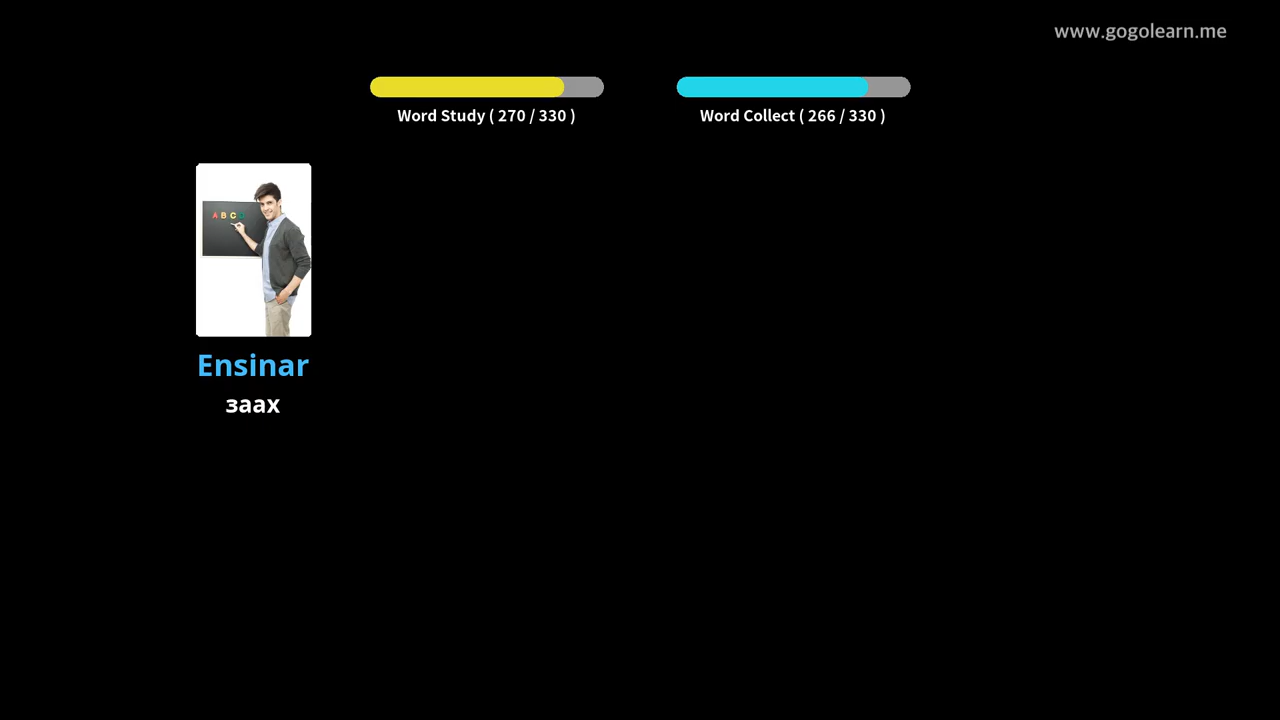 www.gogolearn.me
Word Study ( 270 / 330 )
Word Collect ( 266 / 330 )
A B C D
Ensinar
заах